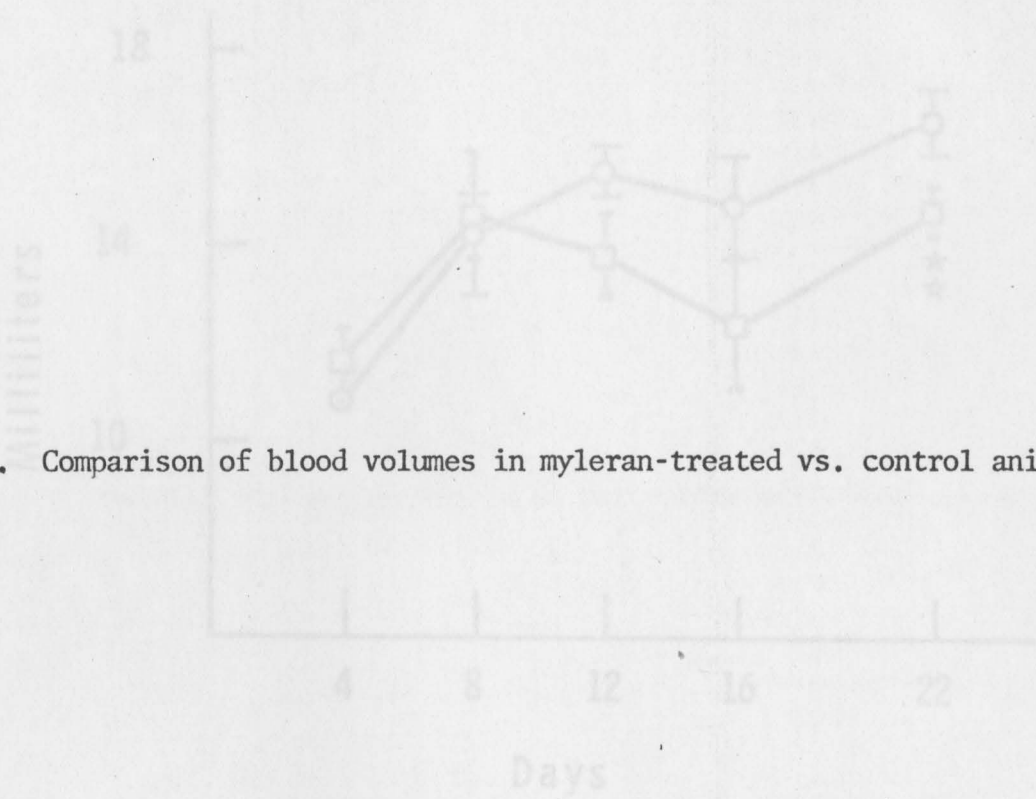 18
14
Milliliters
10
. Comparison of blood volumes in myleran-treated vs. control ani
4 8 12 16 22
Days